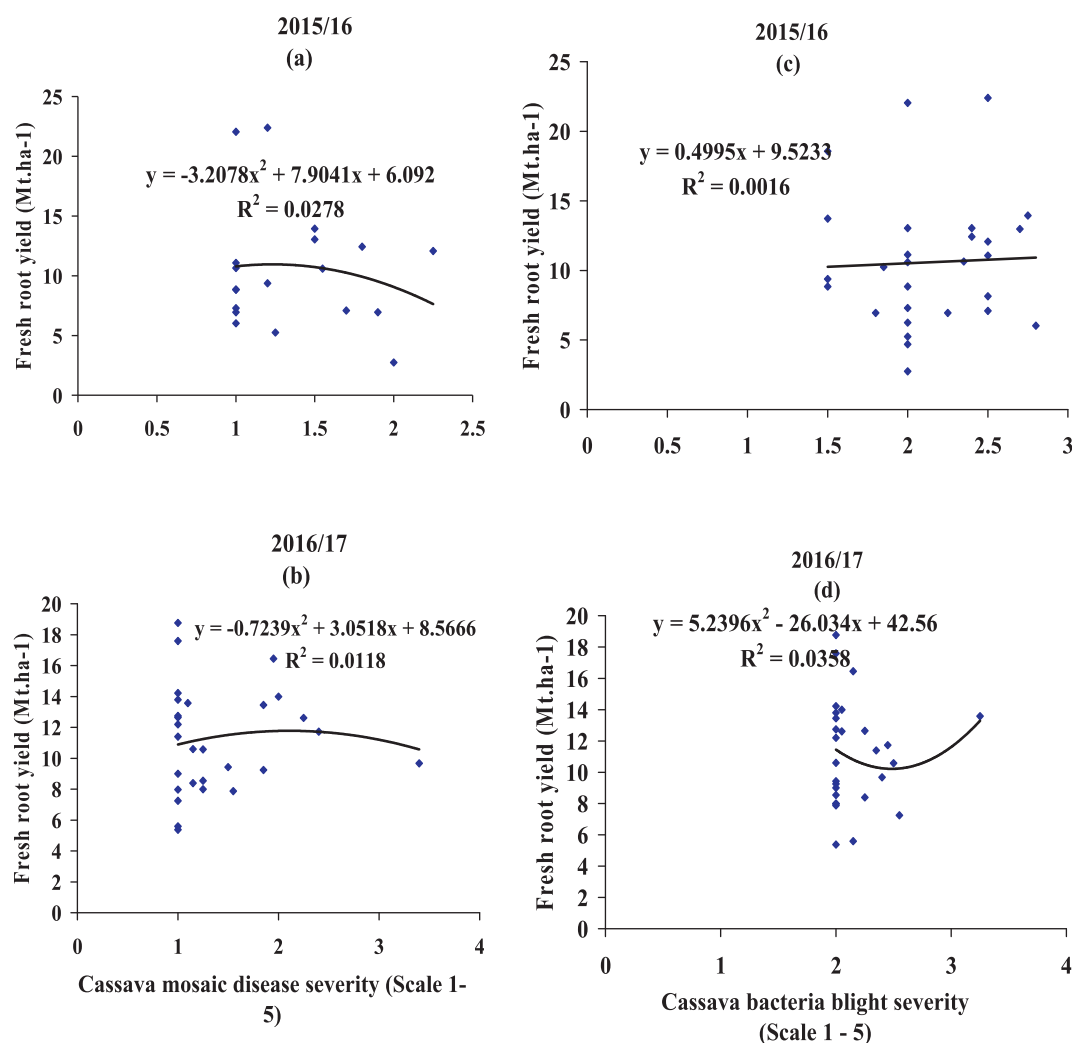 2015/16
(a)
Fresh root yield (Mt.ha-1)
25
20
15
10
5
0
y = -3.2078x² + 7.9041x + 6.092
R² = 0.0278
0 0.5 1 1.5 2 2.5
2015/16
(c)
Fresh root yield (Mt.ha-1)
25
20
15
10
5
0
y = 0.4995x + 9.5233
R² = 0.0016
0 0.5 1 1.5 2 2.5 3
2016/17
(b)
Fresh root yield (Mt.ha-1)
20
18
16
14
12
10
8
6
4
2
0
y = -0.7239x² + 3.0518x + 8.5666
R² = 0.0118
0 1 2 3 4
Cassava mosaic disease severity (Scale 1-
5)
2016/17
(d)
Fresh root yield (Mt.ha-1)
20
18
16
14
12
10
8
6
4
2
0
y = 5.2396x² - 26.034x + 42.56
R² = 0.0358
0 1 2 3 4
Cassava bacteria blight severity
(Scale 1 - 5)